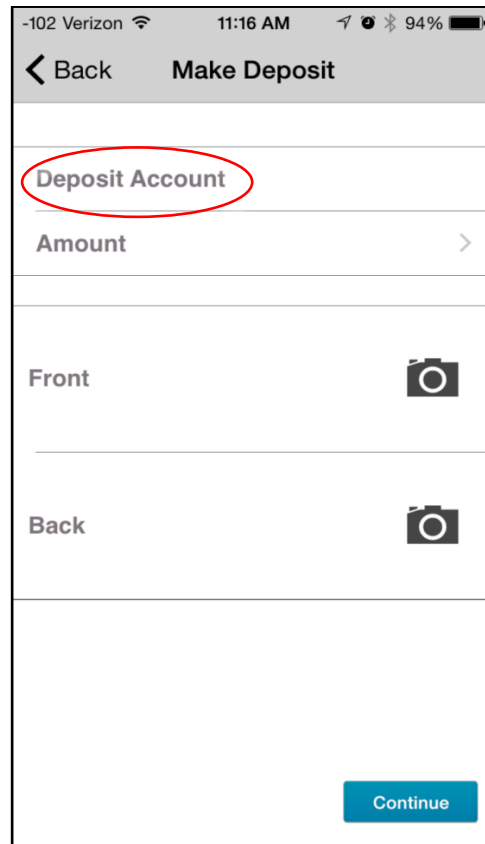 -102 Verizon 11:16 AM 94%
Back Make Deposit
Deposit Account
Amount
Front
Back
Continue